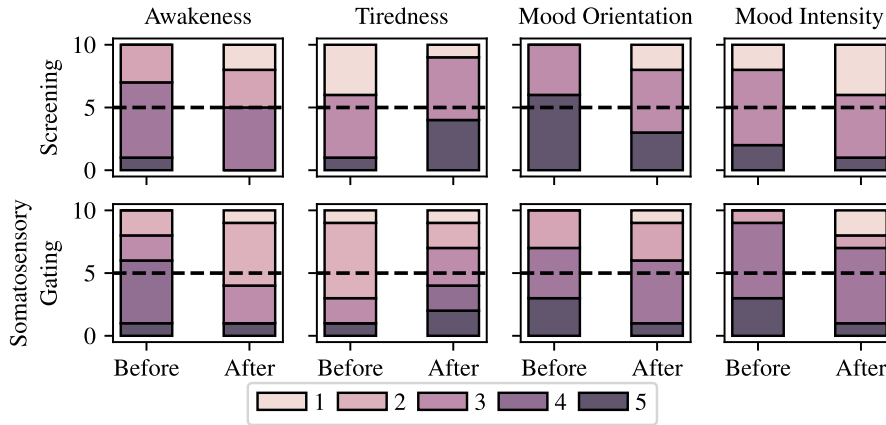 Awakeness Tiredness Mood Orientation Mood Intensity
Screening
10
5
0
Somatosensory
Gating
10
5
0
Before After Before After Before After Before After
1 2 3 4 5